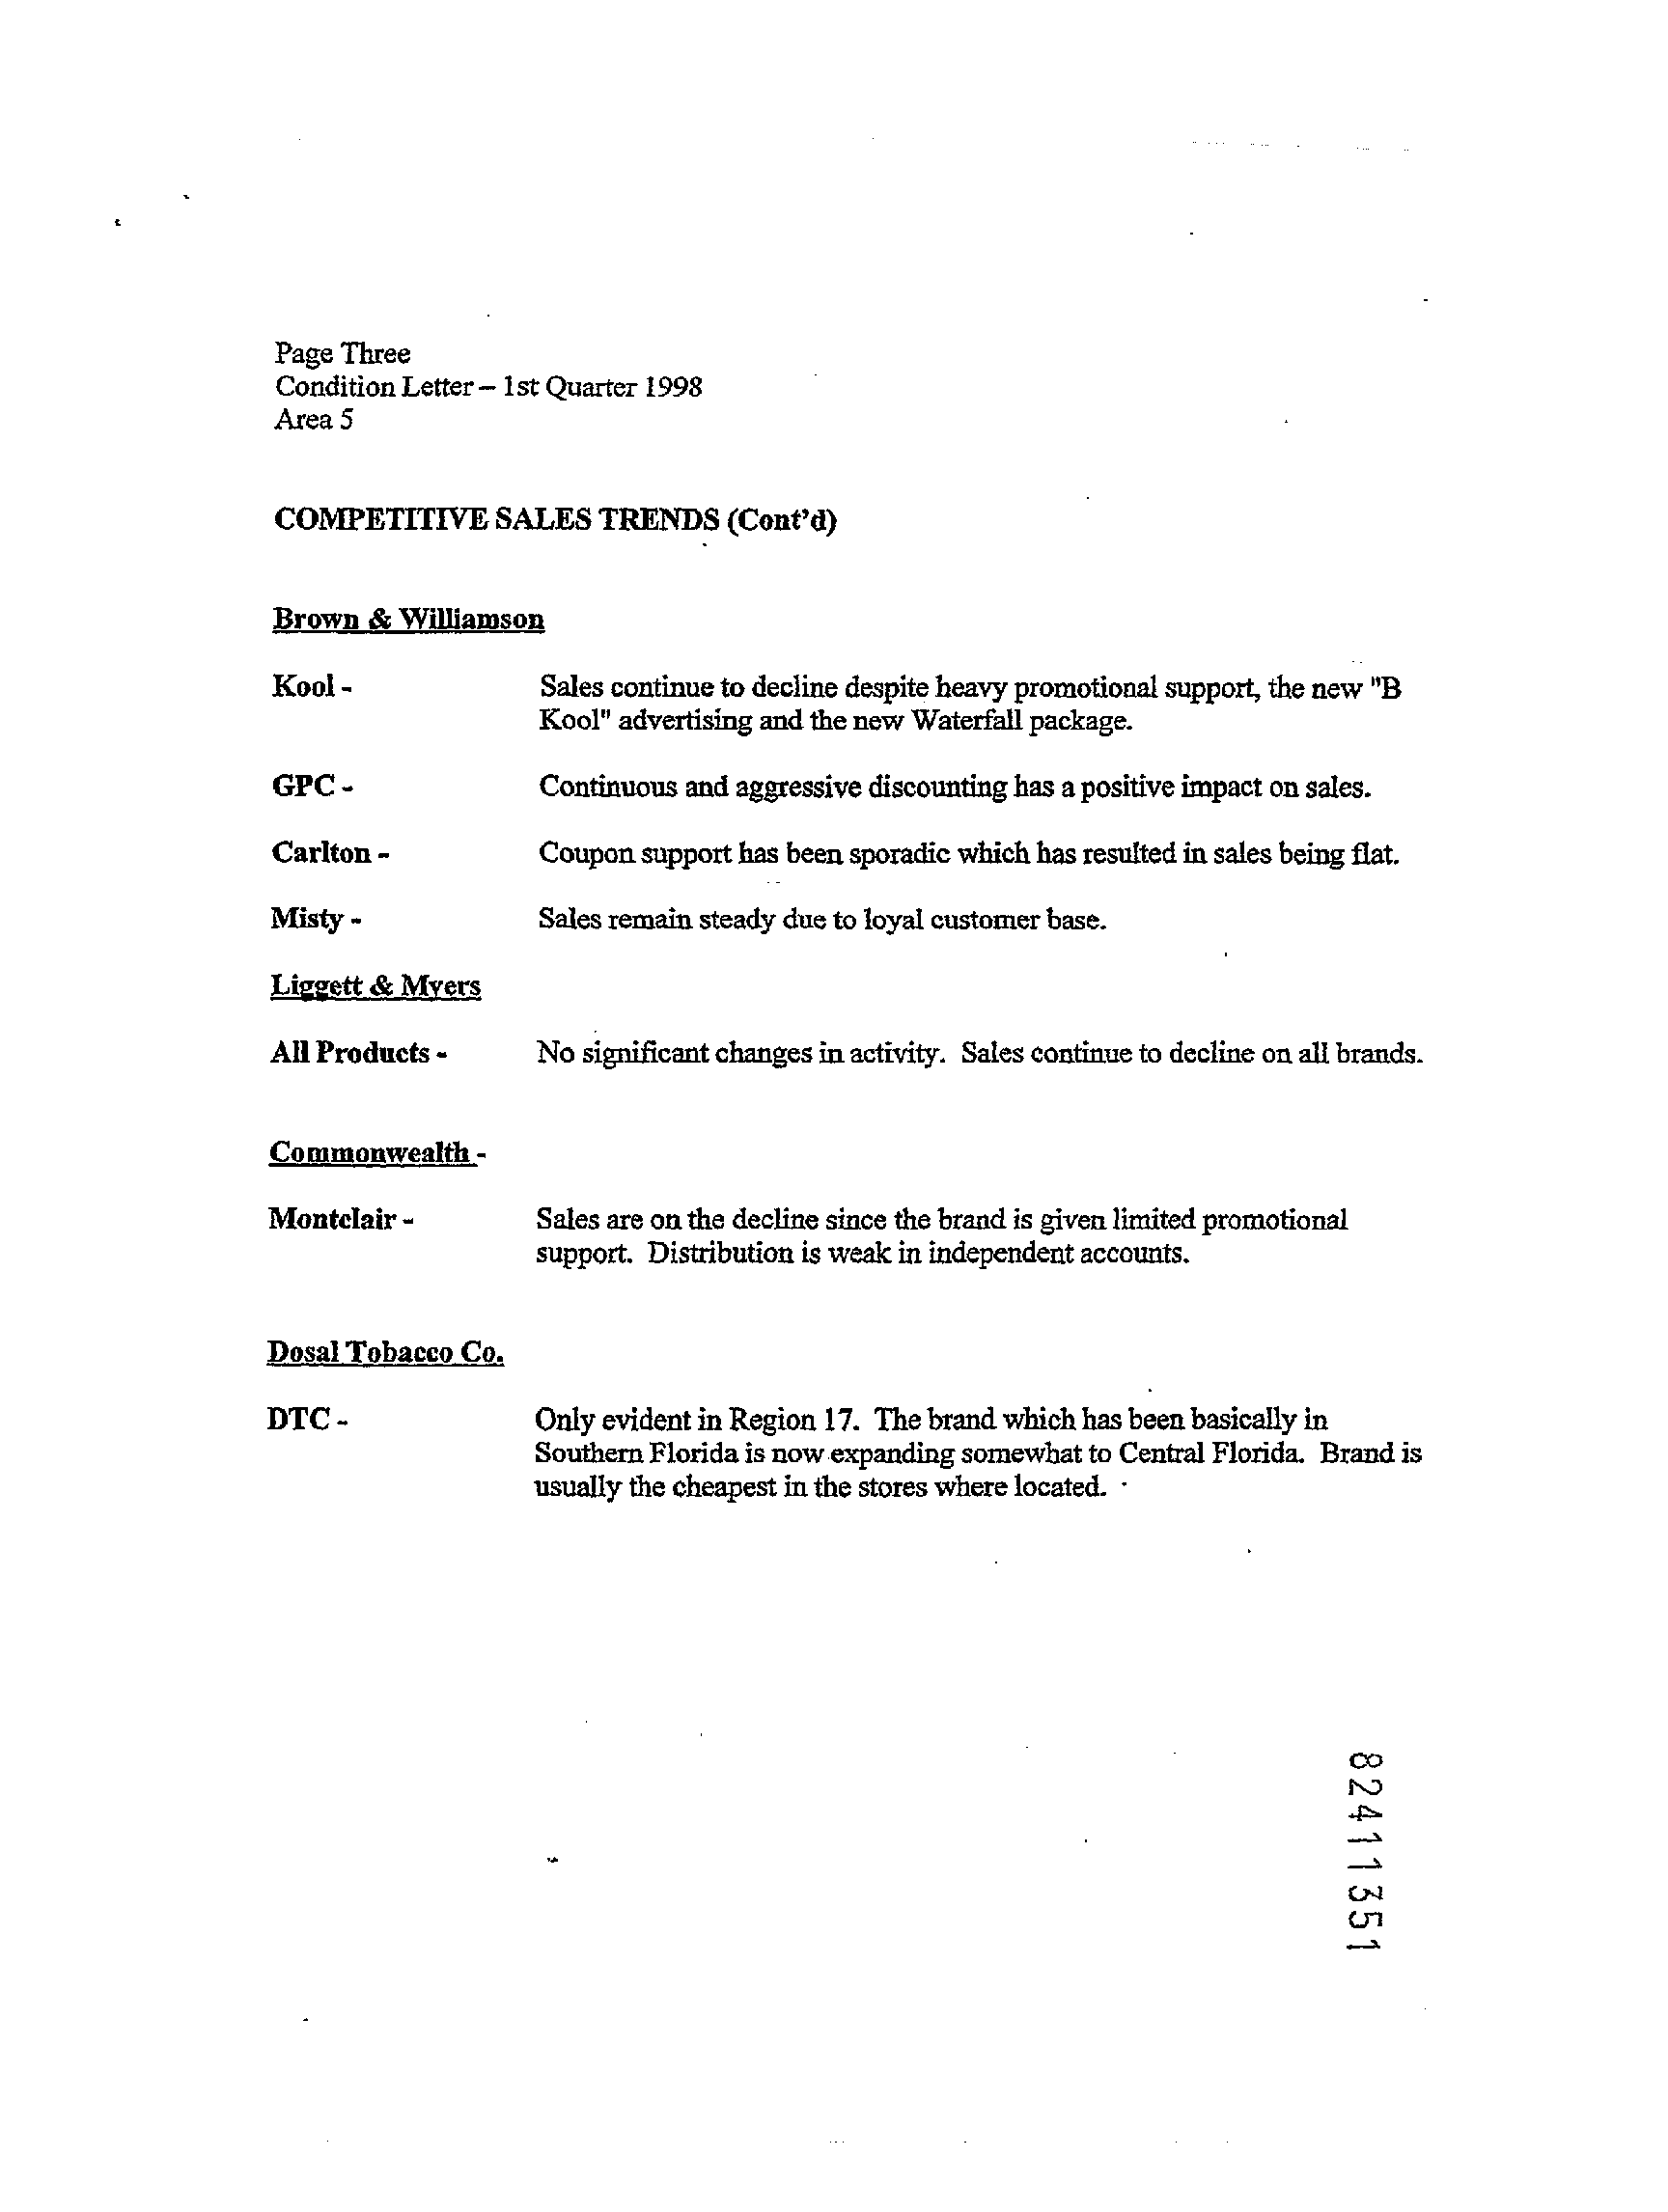 Page Three
Condition Letter – 1st Quarter 1998
Area 5
COMPETITIVE SALES TRENDS (Cont'd)
Brown & Williamson
Kool - Sales continue to decline despite heavy promotional support, the new "B
Kool" advertising and the new Waterfall package.
GPC - Continuous and aggressive discounting has a positive impact on sales.
Carlton - Coupon support has been sporadic which has resulted in sales being flat.
Misty - Sales remain steady due to loyal customer base.
Liggett & Myers
All Products - No significant changes in activity. Sales continue to decline on all brands.
Commonwealth -
Montclair - Sales are on the decline since the brand is given limited promotional
support. Distribution is weak in independent accounts.
Dosal Tobacco Co.
DTC - Only evident in Region 17. The brand which has been basically in
Southern Florida is now expanding somewhat to Central Florida. Brand is
usually the cheapest in the stores where located.
82411351